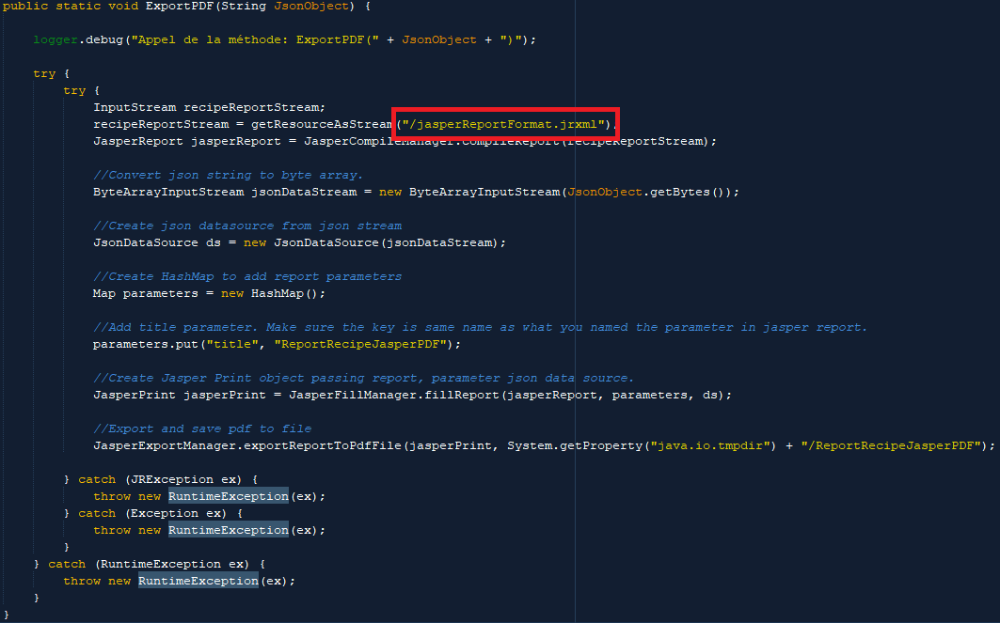 public static void ExportPDF(String JsonObject) {
logger.debug("Appel de la méthode: ExportPDF(" + JsonObject + ")");
try {
try {
InputStream recipeReportStream;
recipeReportStream = getResourceAsStream("/jasperReportFormat.jrxml");
JasperReport jasperReport = JasperCompileManager.compileReport(recipeReportStream);
//Convert json string to byte array.
ByteArrayInputStream jsonDataStream = new ByteArrayInputStream(JsonObject.getBytes());
//Create json datasource from json stream
JsonDataSource ds = new JsonDataSource(jsonDataStream);
//Create HashMap to add report parameters
Map parameters = new HashMap();
//Add title parameter. Make sure the key is same name as what you named the parameter in jasper report.
parameters.put("title", "ReportRecipeJasperPDF");
//Create Jasper Print object passing report, parameter json data source.
JasperPrint jasperPrint = JasperFillManager.fillReport(jasperReport, parameters, ds);
//Export and save pdf to file
JasperExportManager.exportReportToPdfFile(jasperPrint, System.getProperty("java.io.tmpdir") + "/ReportRecipeJasperPDF");
} catch (JRException ex) {
throw new RuntimeException(ex);
} catch (Exception ex) {
throw new RuntimeException(ex);
}
} catch (RuntimeException ex) {
throw new RuntimeException(ex);
}
}